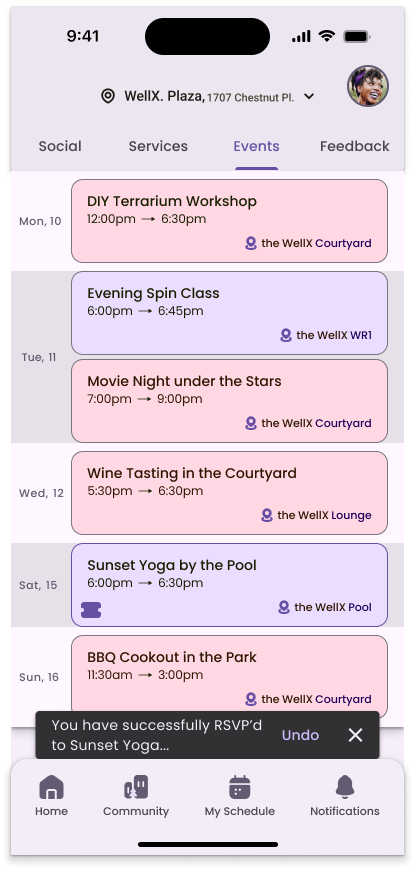 9:41
WellX. Plaza, 1707 Chestnut Pl.
Social Services Events Feedback
Mon, 10
DIY Terrarium Workshop
12:00pm → 6:30pm
the WellX Courtyard
Tue, 11
Evening Spin Class
6:00pm → 6:45pm
the WellX WR1
Movie Night under the Stars
7:00pm → 9:00pm
the WellX Courtyard
Wed, 12
Wine Tasting in the Courtyard
5:30pm → 6:30pm
the WellX Lounge
Sat, 15
Sunset Yoga by the Pool
6:00pm → 6:30pm
the WellX Pool
Sun, 16
BBQ Cookout in the Park
11:30am → 3:00pm
the WellX Courtyard
You have successfully RSVP’d
to Sunset Yoga...
Undo
Home Community My Schedule Notifications